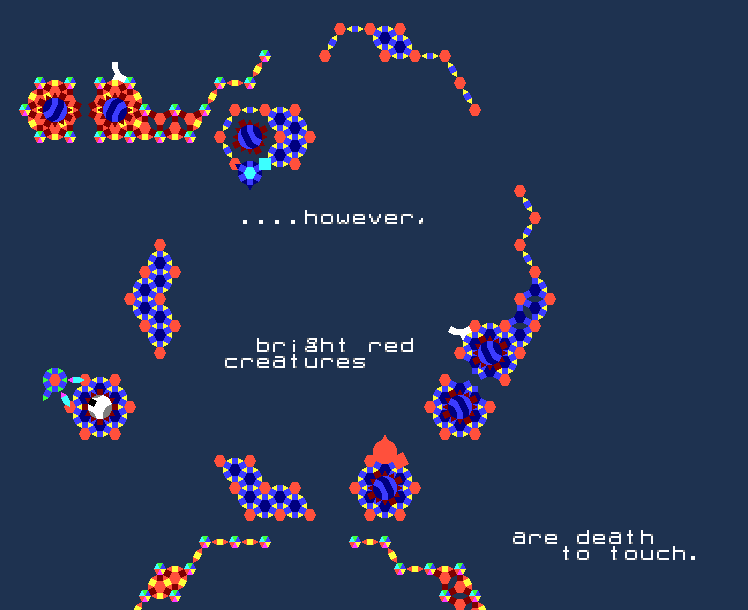 ....however,
bright red
creatures
are death
to touch.